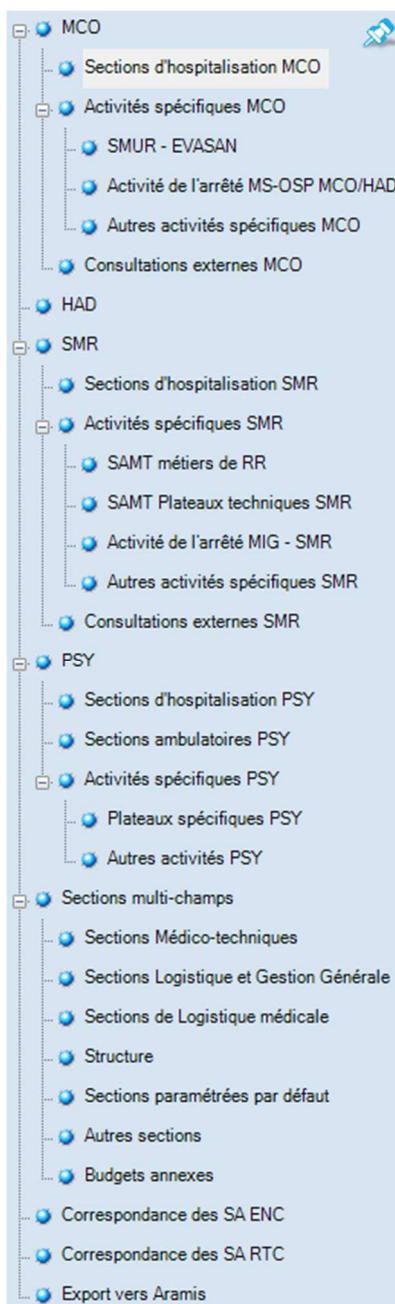 MCO
Sections d'hospitalisation MCO
Activités spécifiques MCO
SMUR - EVASAN
Activité de l'arrêté MS-OSP MCO/HAD
Autres activités spécifiques MCO
Consultations externes MCO
HAD
SMR
Sections d'hospitalisation SMR
Activités spécifiques SMR
SAMT métiers de RR
SAMT Plateaux techniques SMR
Activité de l'arrêté MIG - SMR
Autres activités spécifiques SMR
Consultations externes SMR
PSY
Sections d'hospitalisation PSY
Sections ambulatoires PSY
Activités spécifiques PSY
Plateaux spécifiques PSY
Autres activités PSY
Sections multi-champs
Sections Médico-techniques
Sections Logistique et Gestion Générale
Sections de Logistique médicale
Structure
Sections paramétrées par défaut
Autres sections
Budgets annexes
Correspondance des SA ENC
Correspondance des SA RTC
Export vers Aramis